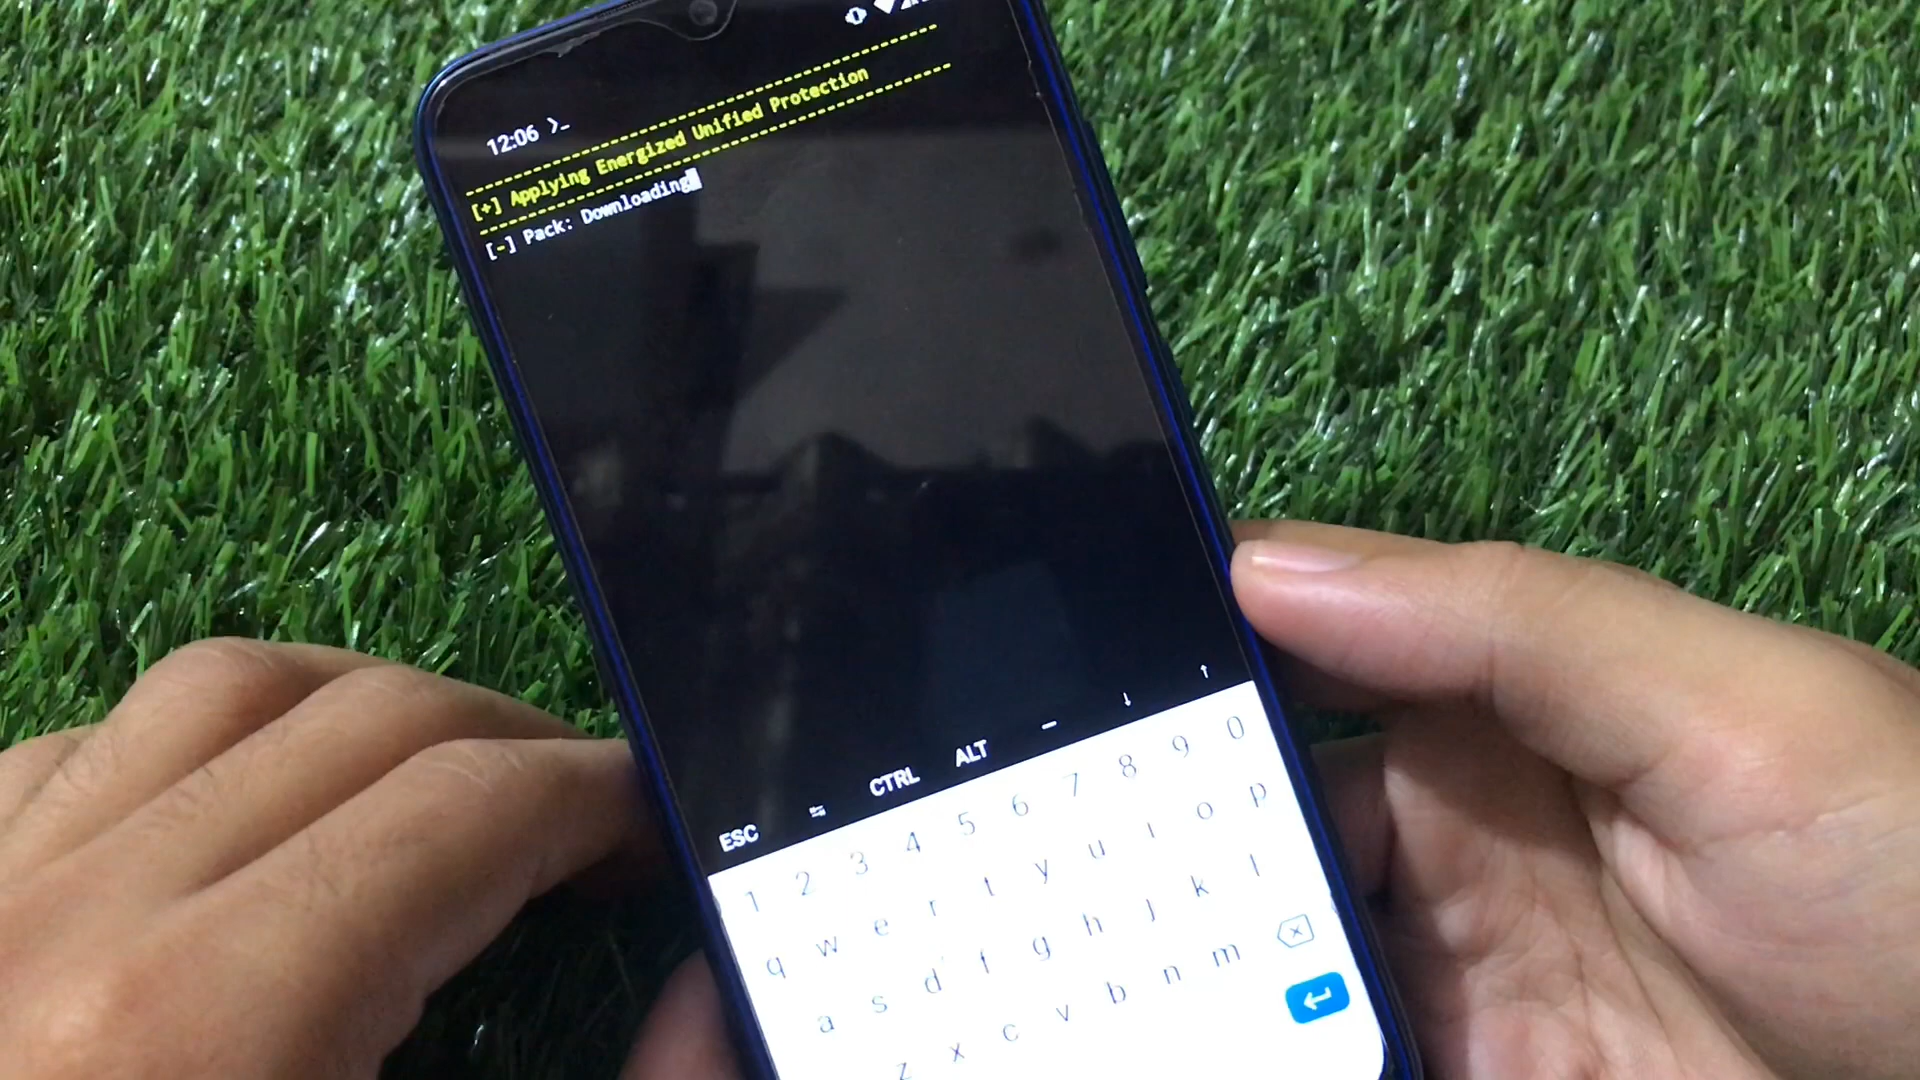 12:06 >_
------------------------------------
[+] Applying Energized Unified Protection
------------------------------------
[-] Pack: Downloading
ESC ⇆ CTRL ALT — ↓ ↑
1 2 3 4 5 6 7 8 9 0
q w e r t y u i o p
a s d f g h j k l
z x c v b n m